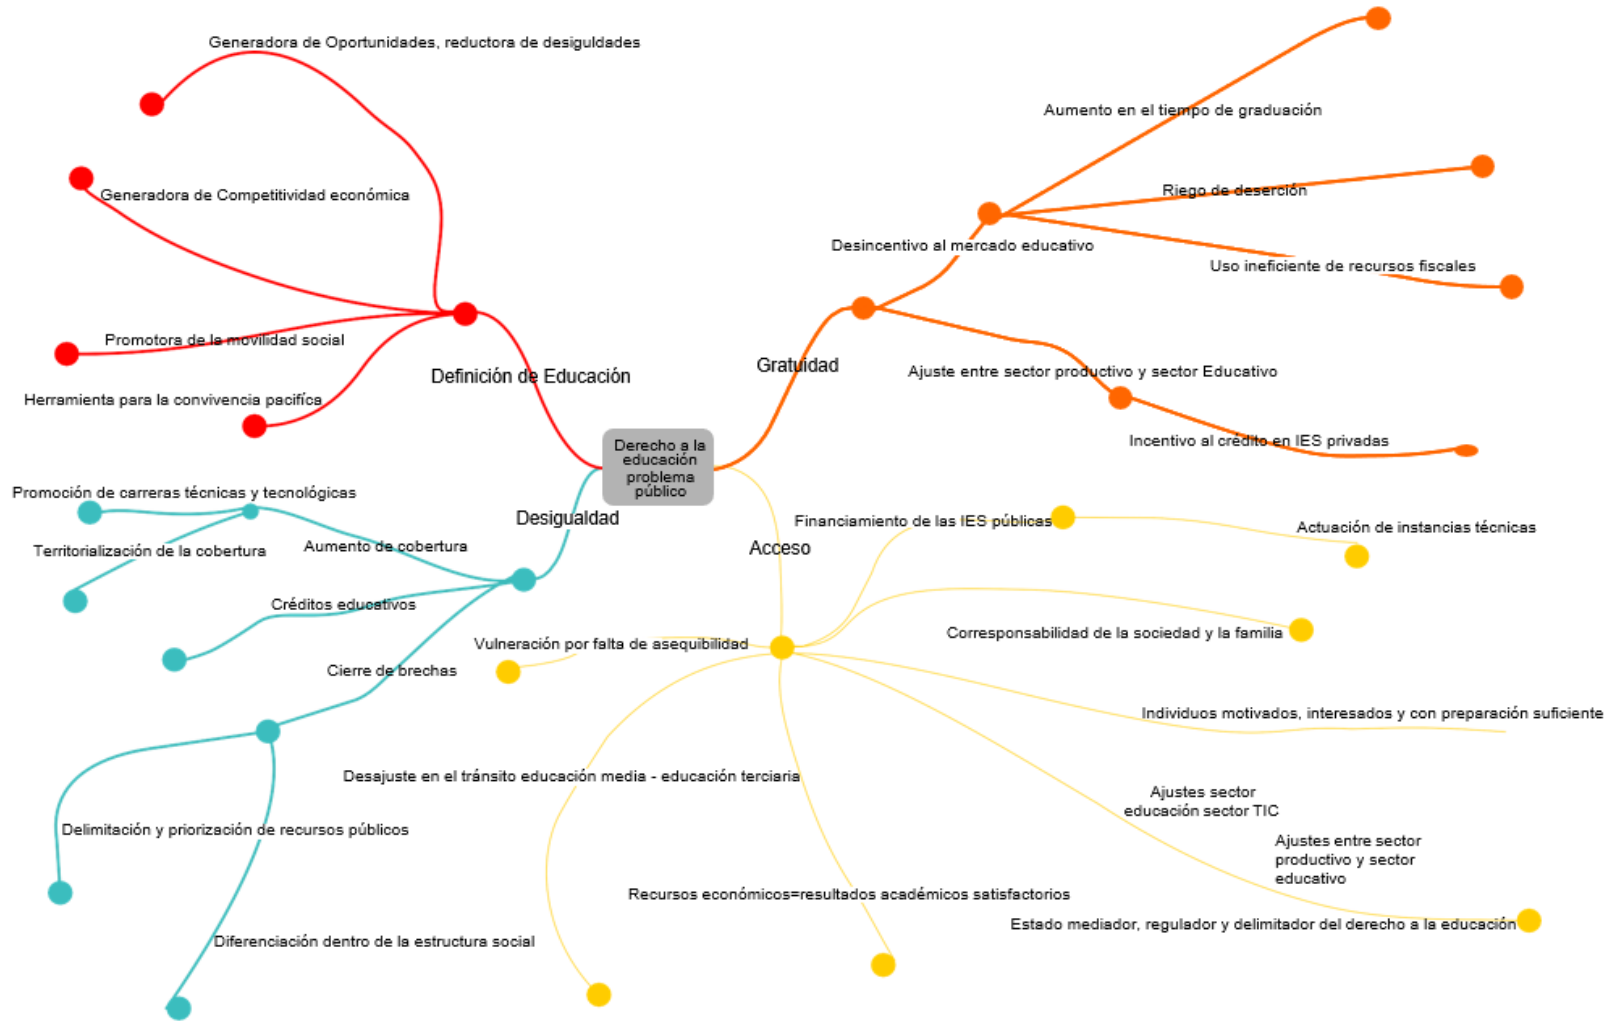 Generadora de Oportunidades, reductora de desiguldades
Generadora de Competitividad económica
Promotora de la movilidad social
Herramienta para la convivencia pacifíca
Definición de Educación
Aumento en el tiempo de graduación
Riego de deserción
Desincentivo al mercado educativo
Uso ineficiente de recursos fiscales
Gratuidad
Ajuste entre sector productivo y sector Educativo
Incentivo al crédito en IES privadas
Derecho a la
educación
problema
público
Promoción de carreras técnicas y tecnológicas
Desigualdad
Territorialización de la cobertura
Aumento de cobertura
Créditos educativos
Cierre de brechas
Delimitación y priorización de recursos públicos
Diferenciación dentro de la estructura social
Financiamiento de las IES públicas
Actuación de instancias técnicas
Acceso
Corresponsabilidad de la sociedad y la familia
Vulneración por falta de asequibilidad
Individuos motivados, interesados y con preparación suficiente
Desajuste en el tránsito educación media - educación terciaria
Ajustes sector
educación sector TIC
Ajustes entre sector
productivo y sector
educativo
Recursos económicos=resultados académicos satisfactorios
Estado mediador, regulador y delimitador del derecho a la educación